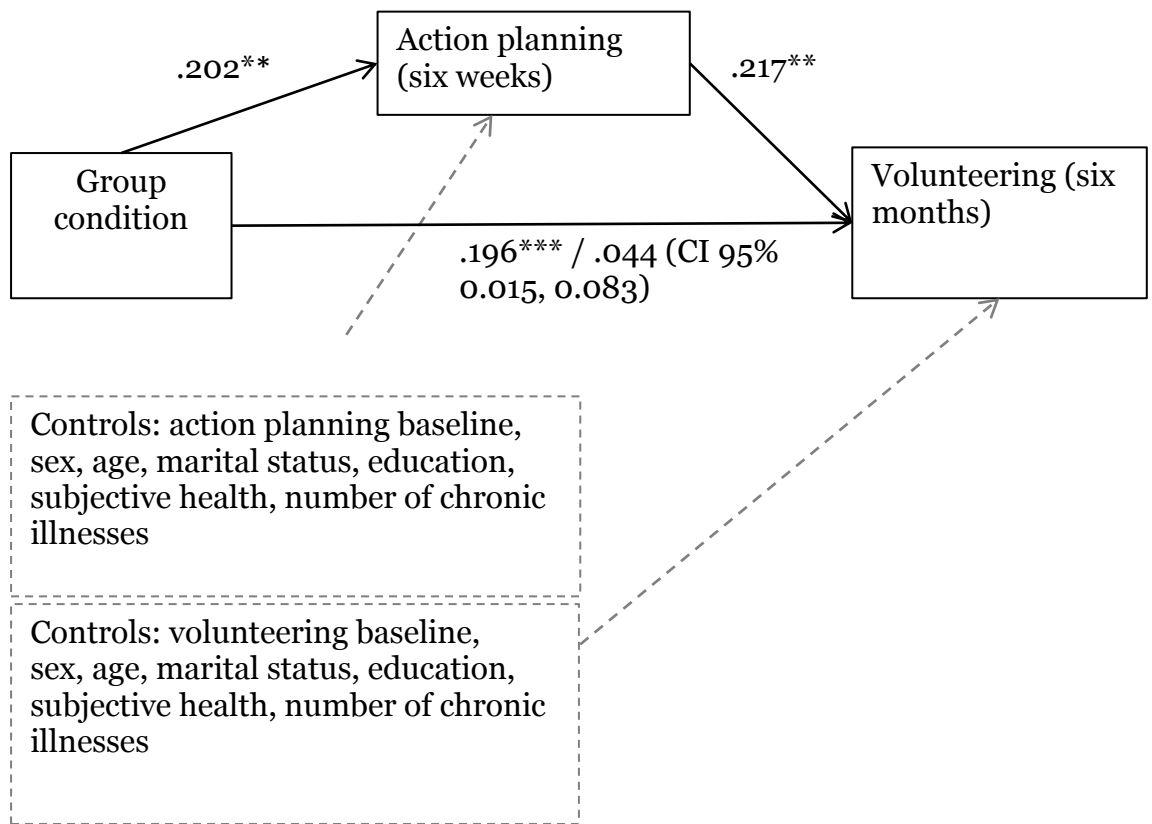 Action planning
(six weeks)
.202**
.217**
Group
condition
Volunteering (six
months)
.196*** / .044 (CI 95%
0.015, 0.083)
Controls: action planning baseline,
sex, age, marital status, education,
subjective health, number of chronic
illnesses
Controls: volunteering baseline,
sex, age, marital status, education,
subjective health, number of chronic
illnesses